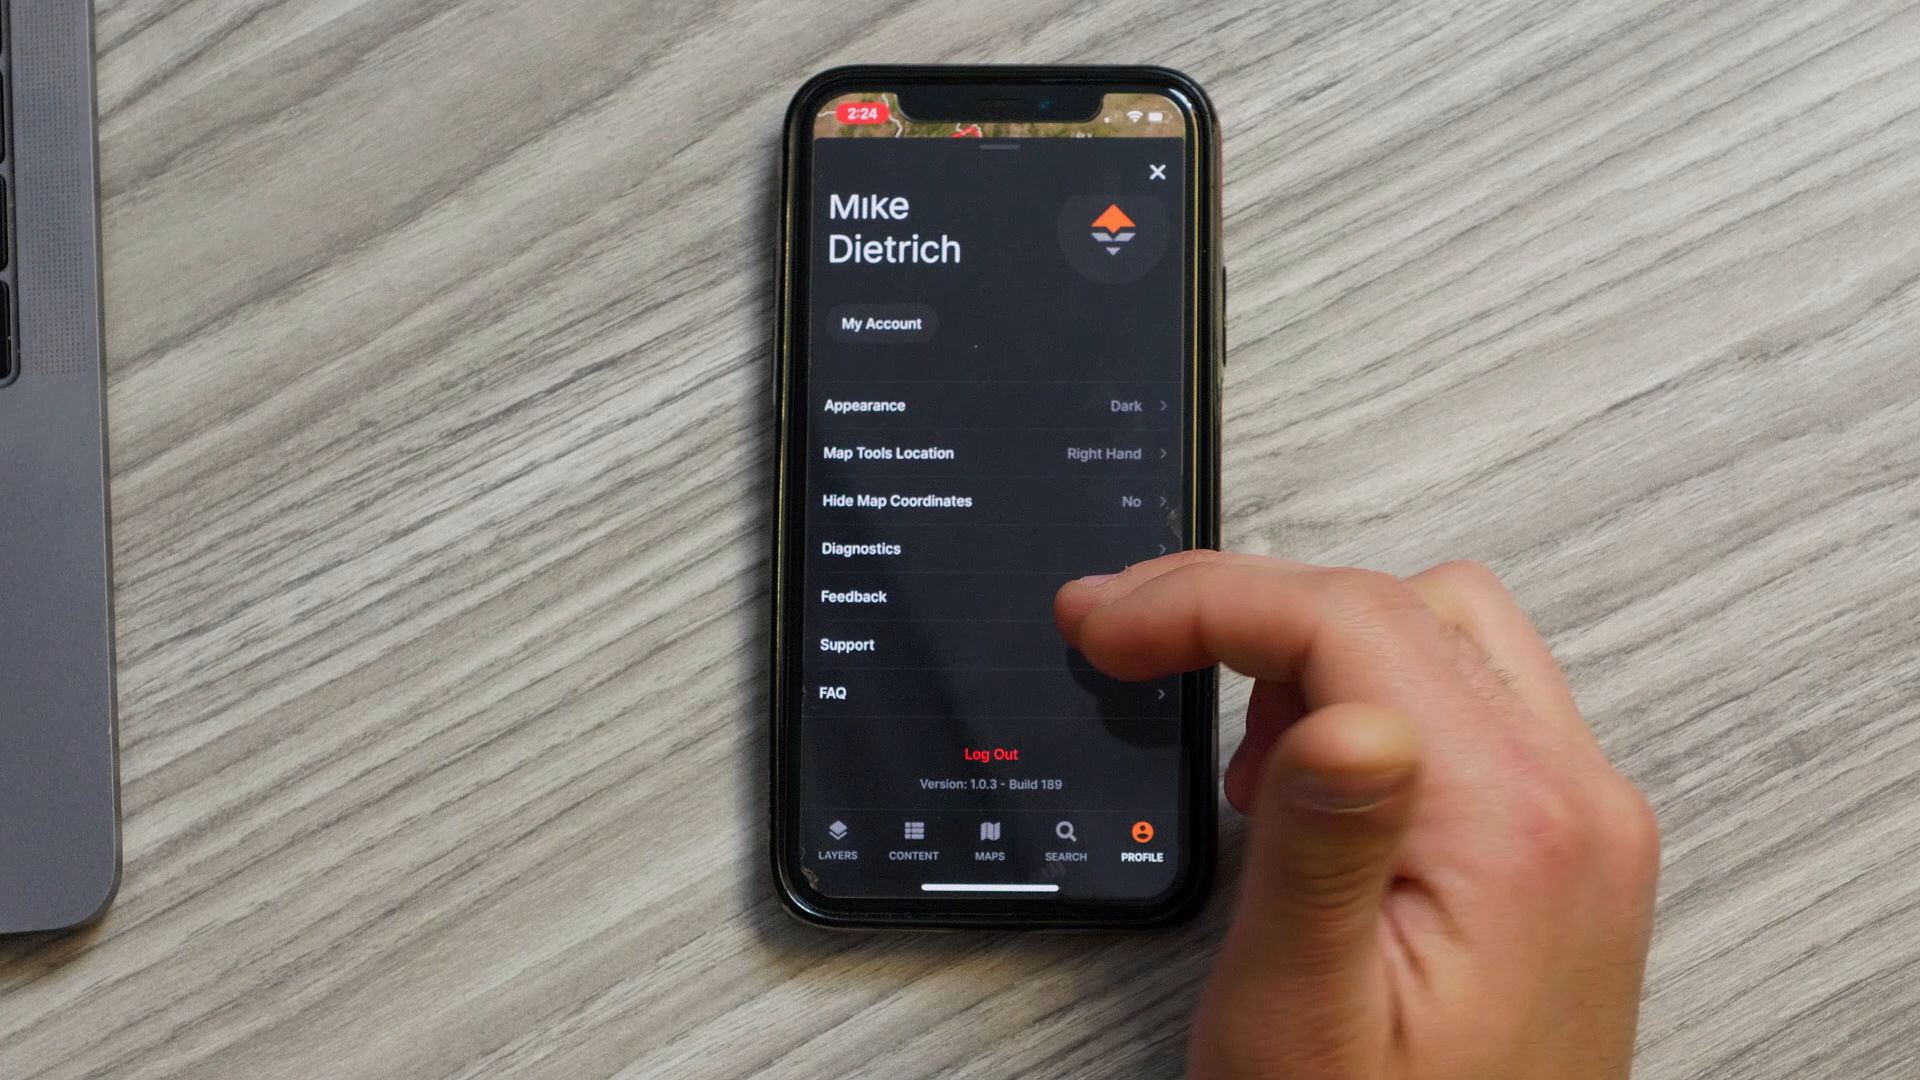 2:24
Mike
Dietrich
My Account
Appearance Dark
Map Tools Location Right Hand
Hide Map Coordinates No
Diagnostics
Feedback
Support
FAQ
Log Out
Version: 1.0.3 - Build 189
LAYERS CONTENT MAPS SEARCH PROFILE